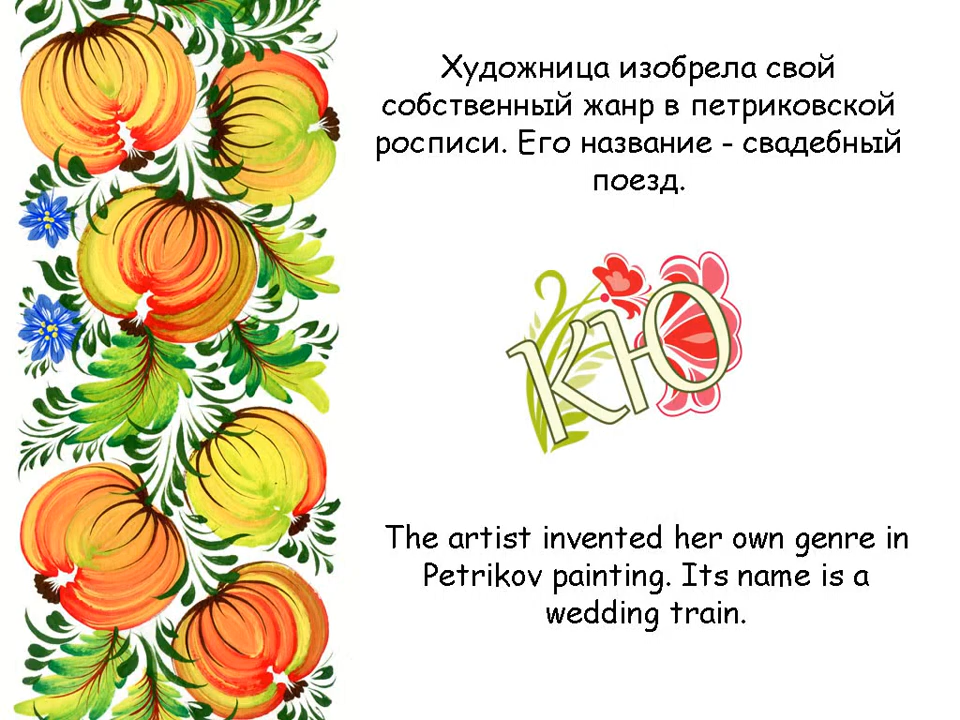 Художница изобрела свой
собственный жанр в петриковской
росписи. Его название - свадебный
поезд.
КЮ
The artist invented her own genre in
Petrikov painting. Its name is a
wedding train.